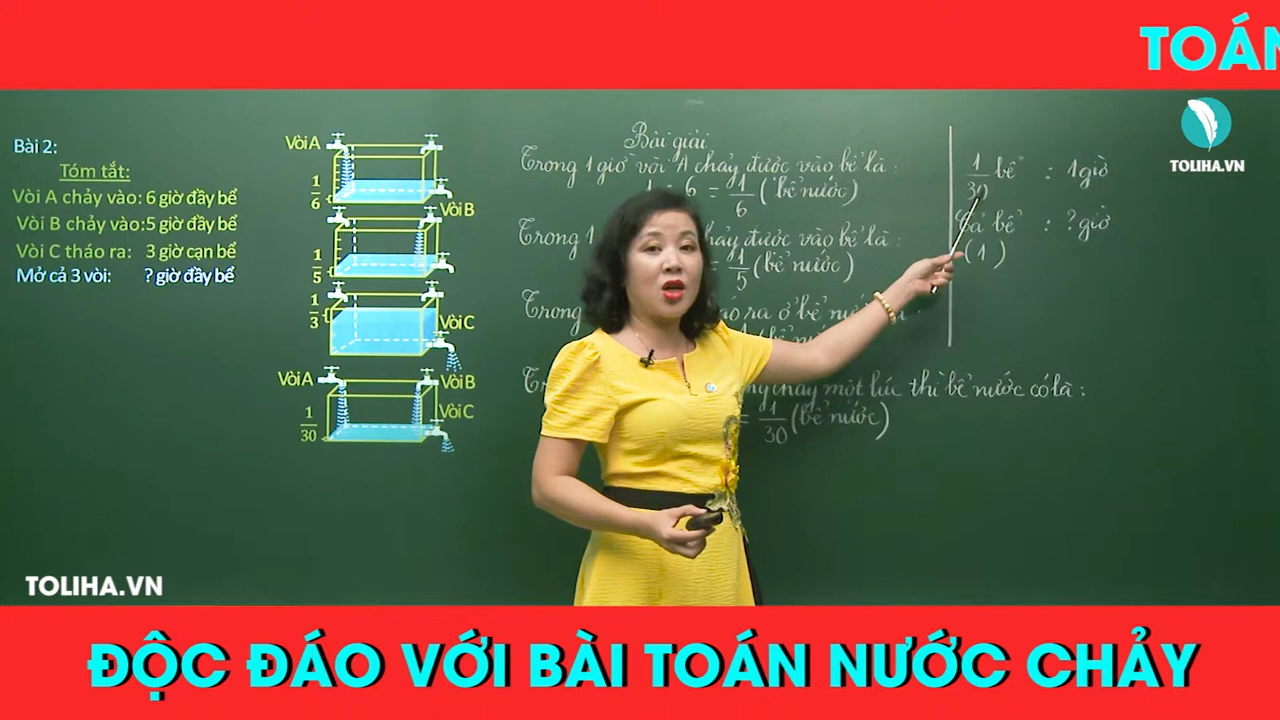 TOÁN
TOLIHA.VN
Bài 2:
Tóm tắt:
Vòi A chảy vào: 6 giờ đầy bể
Vòi B chảy vào: 5 giờ đầy bể
Vòi C tháo ra: 3 giờ cạn bể
Mở cả 3 vòi: ? giờ đầy bể
Vòi A
1/6
Vòi B
1/5
1/3
Vòi C
Vòi A
Vòi B
Vòi C
1/30
Bài giải
Trong 1 giờ vòi A chảy được vào bể là:
6 = 1/6 (bể nước)
Trong 1 chảy được vào bể là:
1/5 (bể nước)
Trong ra ở bể
(bể nước)
một lúc thì bể nước có là:
= 1/30 (bể nước)
1/30 bể : 1 giờ
Cả bể : ? giờ
(1)
TOLIHA.VN
ĐỘC ĐÁO VỚI BÀI TOÁN NƯỚC CHẢY